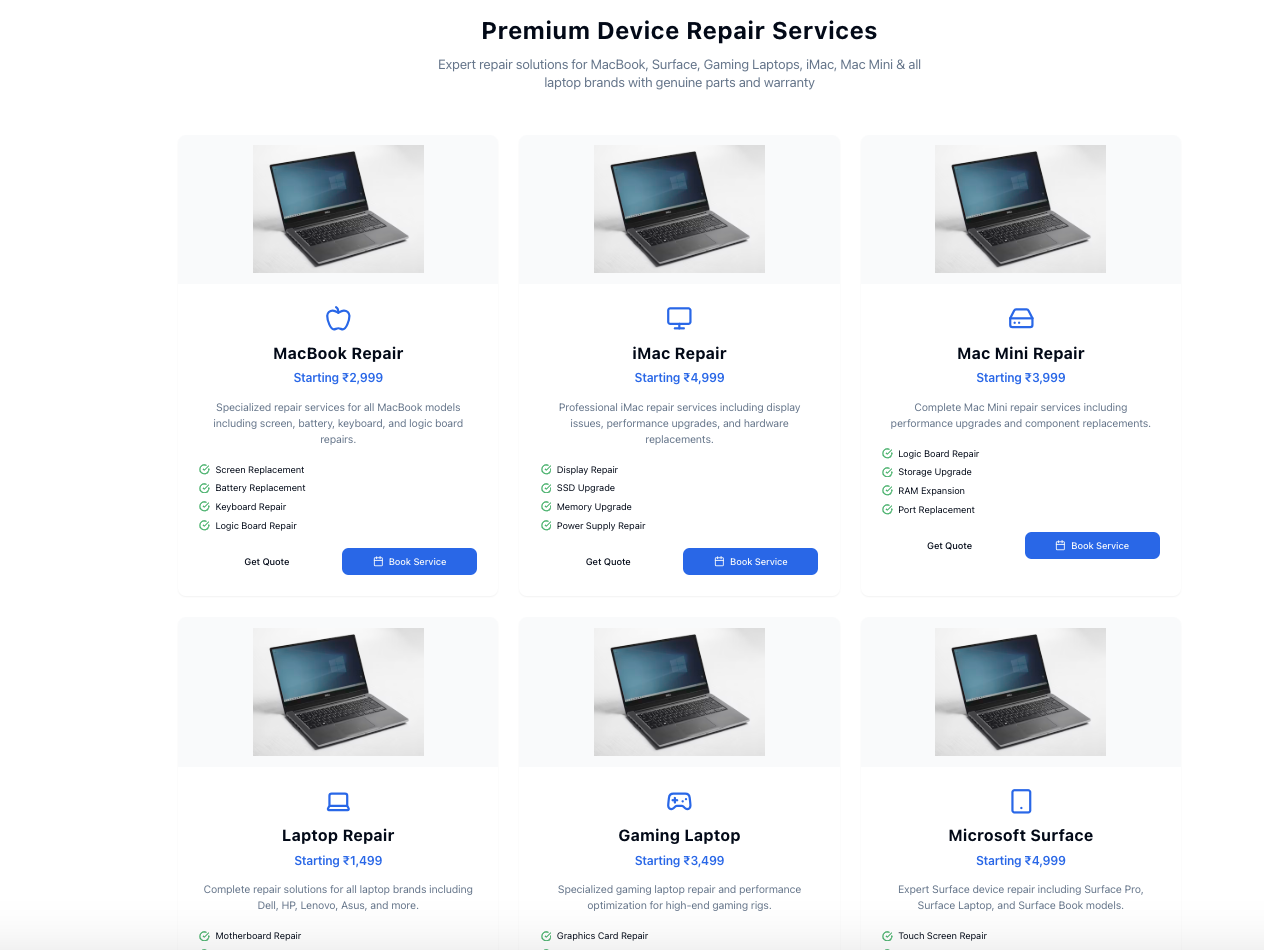 Premium Device Repair Services
Expert repair solutions for MacBook, Surface, Gaming Laptops, iMac, Mac Mini & all
laptop brands with genuine parts and warranty
MacBook Repair
Starting ₹2,999
Specialized repair services for all MacBook models
including screen, battery, keyboard, and logic board
repairs.
Screen Replacement
Battery Replacement
Keyboard Repair
Logic Board Repair
Get Quote
Book Service
iMac Repair
Starting ₹4,999
Professional iMac repair services including display
issues, performance upgrades, and hardware
replacements.
Display Repair
SSD Upgrade
Memory Upgrade
Power Supply Repair
Get Quote
Book Service
Mac Mini Repair
Starting ₹3,999
Complete Mac Mini repair services including
performance upgrades and component replacements.
Logic Board Repair
Storage Upgrade
RAM Expansion
Port Replacement
Get Quote
Book Service
Laptop Repair
Starting ₹1,499
Complete repair solutions for all laptop brands including
Dell, HP, Lenovo, Asus, and more.
Motherboard Repair
Gaming Laptop
Starting ₹3,499
Specialized gaming laptop repair and performance
optimization for high-end gaming rigs.
Graphics Card Repair
Microsoft Surface
Starting ₹4,999
Expert Surface device repair including Surface Pro,
Surface Laptop, and Surface Book models.
Touch Screen Repair